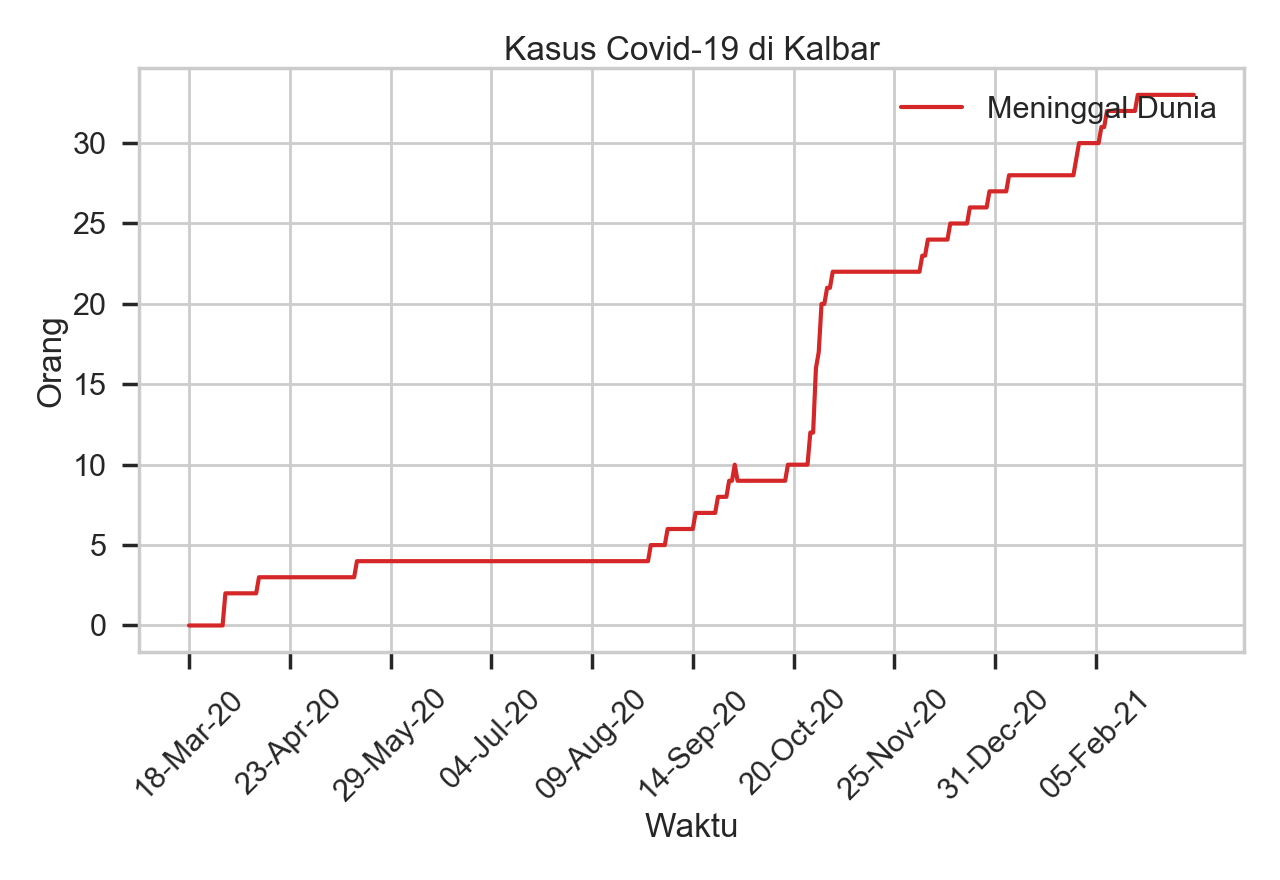 Kasus Covid-19 di Kalbar
Meninggal Dunia
30
25
20
15
10
5
0
Orang
18-Mar-20
23-Apr-20
29-May-20
04-Jul-20
09-Aug-20
14-Sep-20
20-Oct-20
25-Nov-20
31-Dec-20
05-Feb-21
Waktu